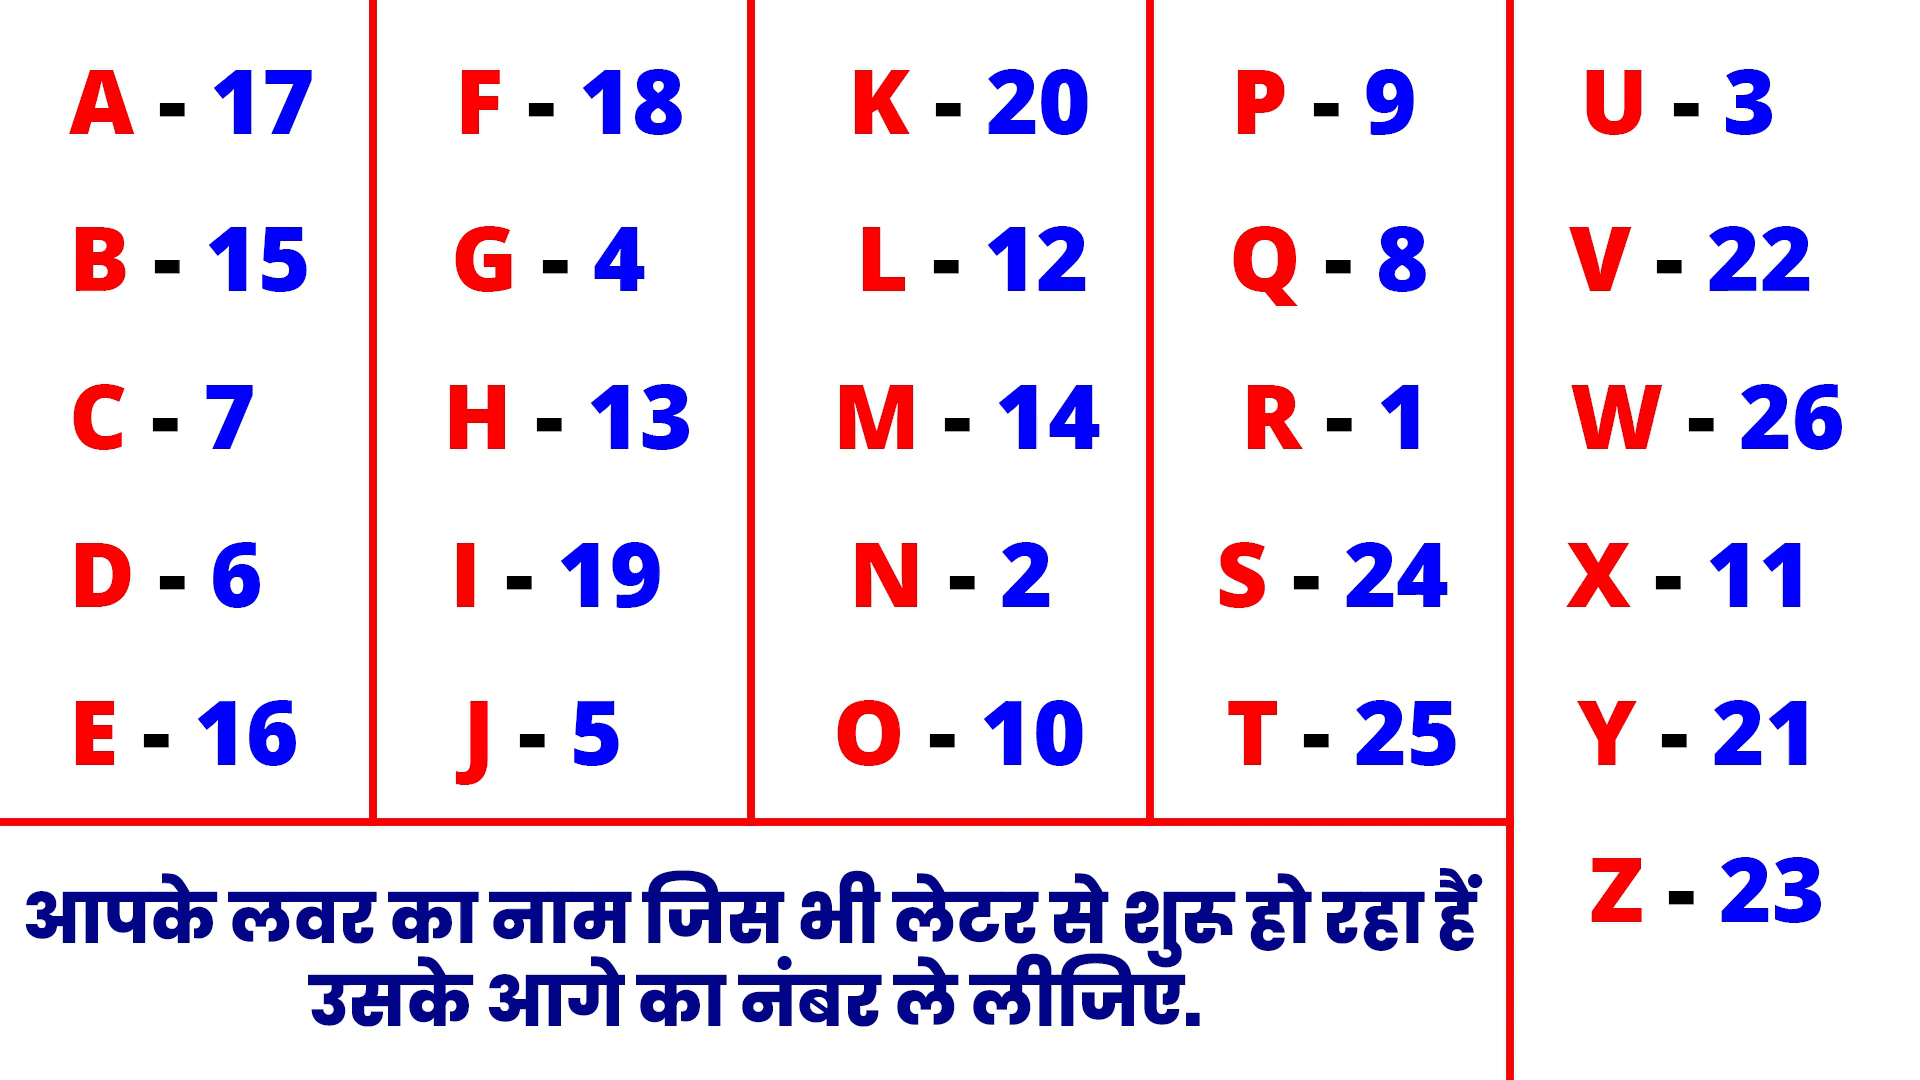 A - 17
B - 15
C - 7
D - 6
E - 16
F - 18
G - 4
H - 13
I - 19
J - 5
K - 20
L - 12
M - 14
N - 2
O - 10
P - 9
Q - 8
R - 1
S - 24
T - 25
U - 3
V - 22
W - 26
X - 11
Y - 21
Z - 23
आपके लवर का नाम जिस भी लेटर से शुरू हो रहा हैं
उसके आगे का नंबर ले लीजिए.